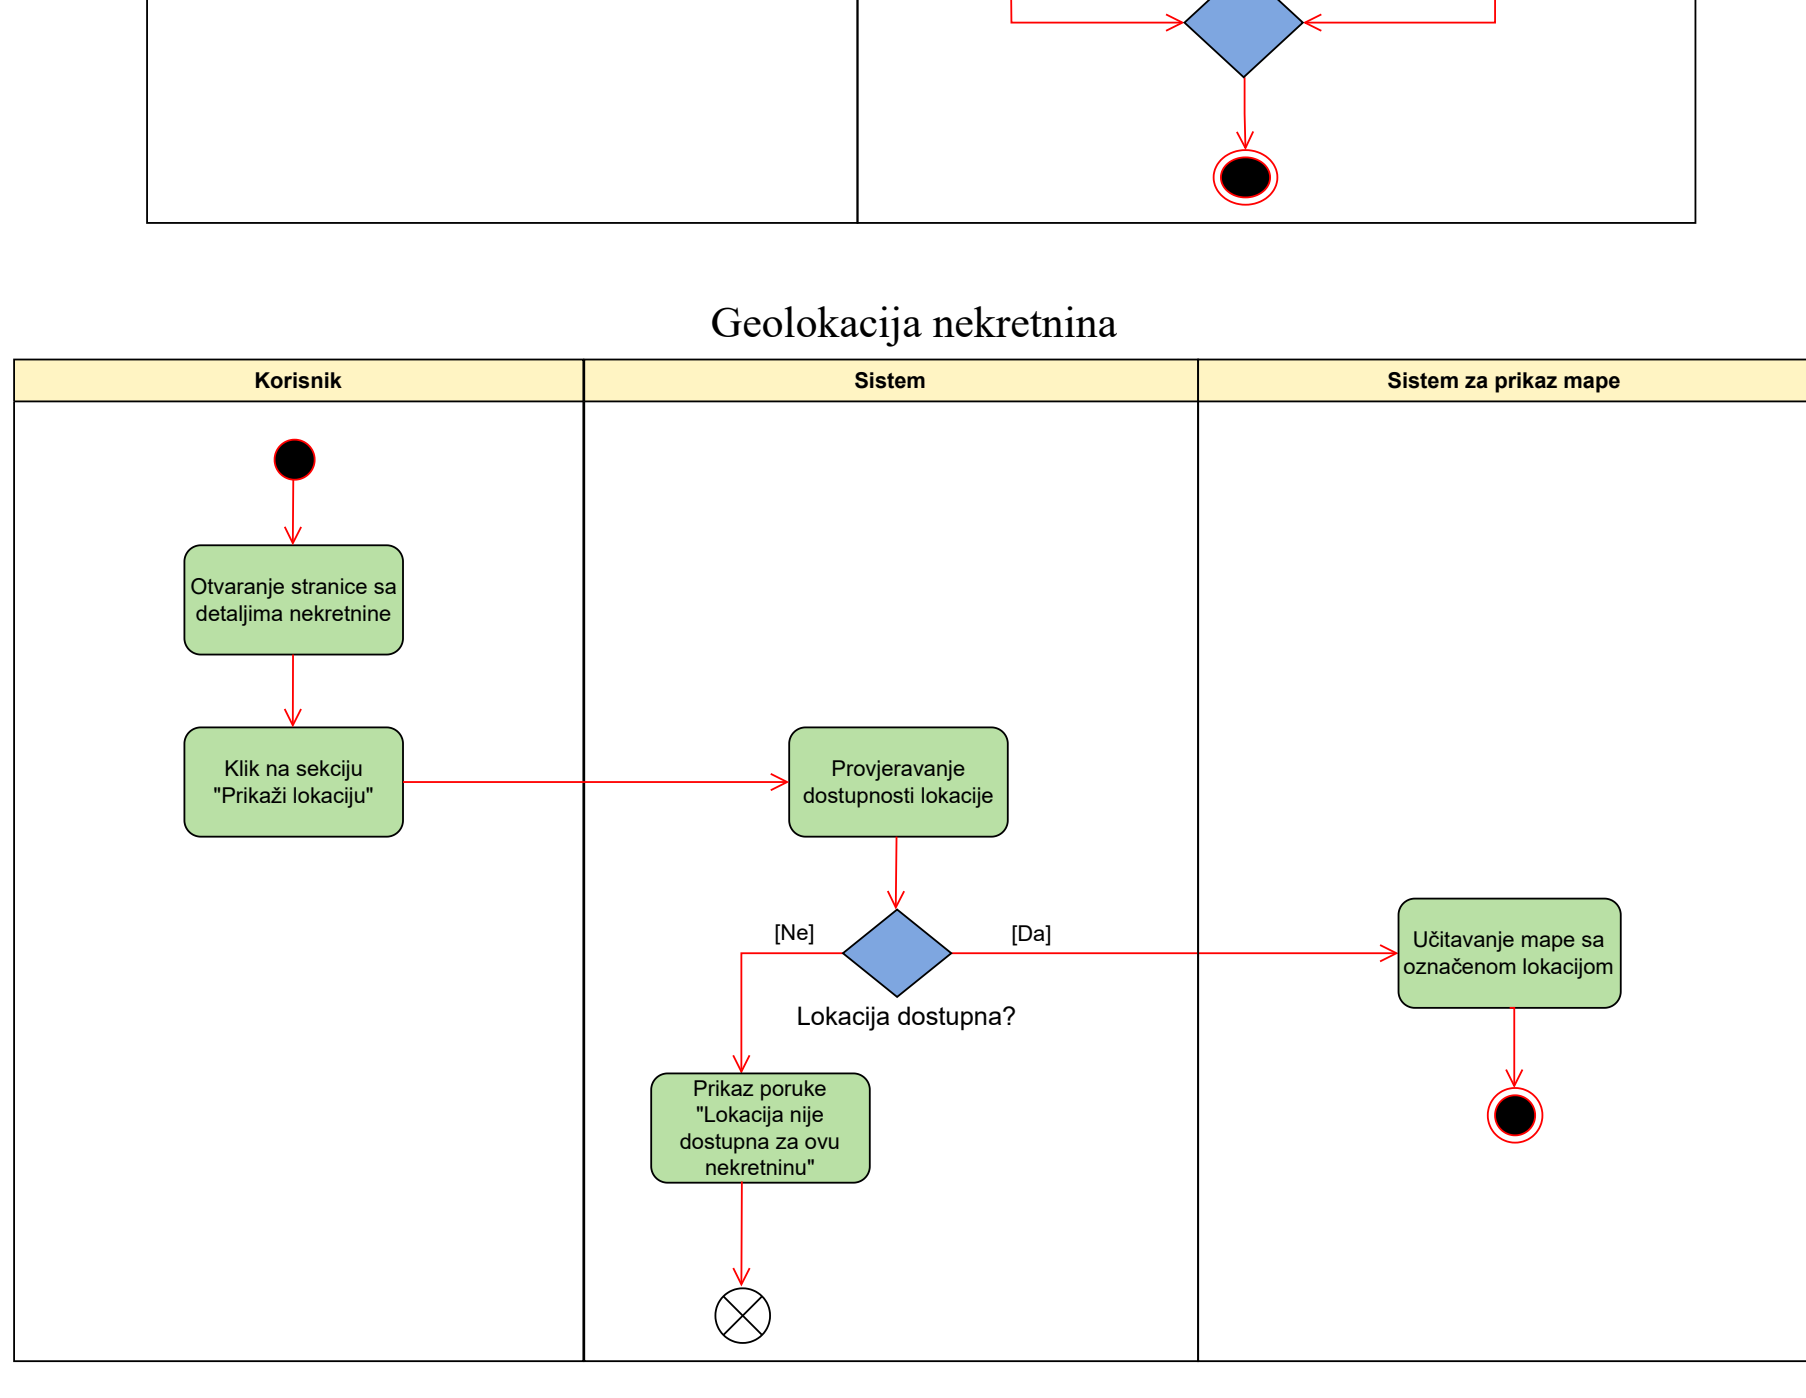 Geolokacija nekretnina
Korisnik
Sistem
Sistem za prikaz mape
Otvaranje stranice sa
detaljima nekretnine
Klik na sekciju
"Prikaži lokaciju"
Provjeravanje
dostupnosti lokacije
[Ne]
[Da]
Učitavanje mape sa
označenom lokacijom
Lokacija dostupna?
Prikaz poruke
"Lokacija nije
dostupna za ovu
nekretninu"